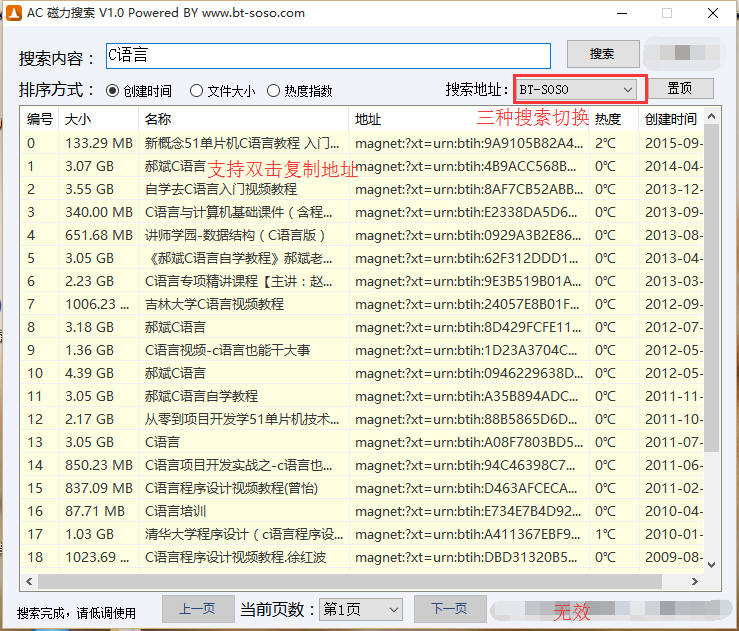 AC 磁力搜索 V1.0 Powered BY www.bt-soso.com
搜索内容： C语言 搜索
排序方式： 创建时间 文件大小 热度指数 搜索地址: BT-SOSO 置顶
三种搜索切换
编号 大小 名称 地址 热度 创建时间
0 133.29 MB 新概念51单片机C语言教程 入门... magnet:?xt=urn:btih:9A9105B82A4... 2℃ 2015-09-
1 3.07 GB 郝斌C语言 magnet:?xt=urn:btih:4B9ACC568B... 0℃ 2014-04-
支持双击复制地址
2 3.55 GB 自学去C语言入门视频教程 magnet:?xt=urn:btih:8AF7CB52ABB... 0℃ 2013-12-
3 340.00 MB C语言与计算机基础课件（含程... magnet:?xt=urn:btih:E2338DA5D6... 0℃ 2013-09-
4 651.68 MB 讲师学园-数据结构（C语言版） magnet:?xt=urn:btih:0929A3B2E86... 0℃ 2013-08-
5 3.05 GB 《郝斌C语言自学教程》郝斌老... magnet:?xt=urn:btih:62F312DDD1... 0℃ 2013-04-
6 2.23 GB C语言专项精讲课程【主讲：赵... magnet:?xt=urn:btih:9E3B519B01A... 0℃ 2013-03-
7 1006.23 ... 吉林大学C语言视频教程 magnet:?xt=urn:btih:24057E8B01F... 0℃ 2012-09-
8 3.18 GB 郝斌C语言 magnet:?xt=urn:btih:8D429FCFE11... 0℃ 2012-07-
9 1.36 GB C语言视频-c语言也能干大事 magnet:?xt=urn:btih:1D23A3704C... 0℃ 2012-05-
10 4.39 GB 郝斌C语言 magnet:?xt=urn:btih:0946229638D... 0℃ 2012-05-
11 3.05 GB 郝斌C语言自学教程 magnet:?xt=urn:btih:A35B894ADC... 0℃ 2011-11-
12 2.17 GB 从零到项目开发学51单片机技术... magnet:?xt=urn:btih:88B5865D6D... 0℃ 2011-10-
13 3.05 GB C语言 magnet:?xt=urn:btih:A08F7803BD5... 0℃ 2011-07-
14 850.23 MB C语言项目开发实战之-c语言也... magnet:?xt=urn:btih:94C46398C7... 0℃ 2011-06-
15 837.09 MB C语言程序设计视频教程(曾怡) magnet:?xt=urn:btih:D463AFCECA... 0℃ 2011-02-
16 87.71 MB C语言培训 magnet:?xt=urn:btih:E734E7B4D92... 0℃ 2010-04-
17 1.03 GB 清华大学程序设计（c语言程序设... magnet:?xt=urn:btih:A411367EBF9... 1℃ 2010-01-
18 1023.69 ... C语言程序设计视频教程.徐红波 magnet:?xt=urn:btih:DBD31320B5... 0℃ 2009-08-
搜索完成，请低调使用 上一页 当前页数： 第1页 下一页 无效